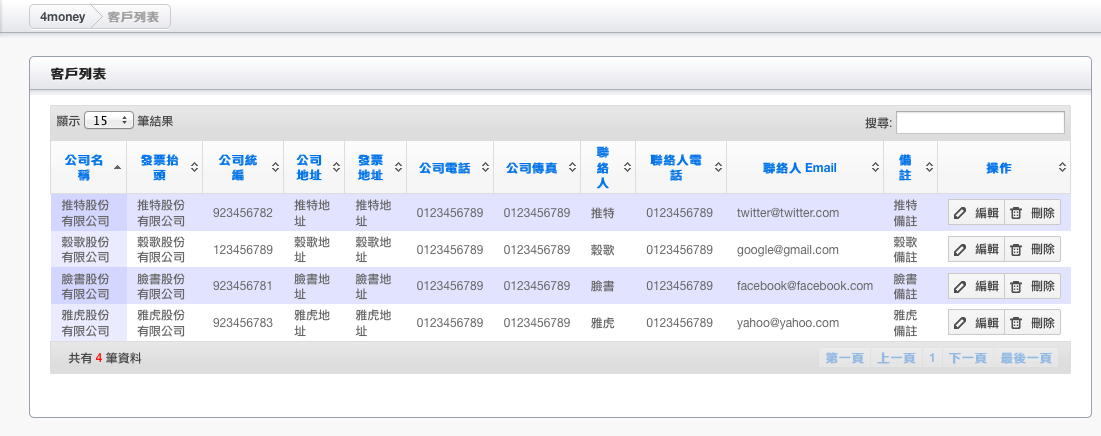 4money 客戶列表
客戶列表
顯示 15 筆結果 搜尋:
公司名稱 發票抬頭 公司統編 公司地址 發票地址 公司電話 公司傳真 聯絡人 聯絡人電話 聯絡人 Email 備註 操作
推特股份有限公司 推特股份有限公司 923456782 推特地址 推特地址 0123456789 0123456789 推特 0123456789 twitter@twitter.com 推特備註 編輯 刪除
穀歌股份有限公司 穀歌股份有限公司 123456789 穀歌地址 穀歌地址 0123456789 0123456789 穀歌 0123456789 google@gmail.com 穀歌備註 編輯 刪除
臉書股份有限公司 臉書股份有限公司 923456781 臉書地址 臉書地址 0123456789 0123456789 臉書 0123456789 facebook@facebook.com 臉書備註 編輯 刪除
雅虎股份有限公司 雅虎股份有限公司 923456783 雅虎地址 雅虎地址 0123456789 0123456789 雅虎 0123456789 yahoo@yahoo.com 雅虎備註 編輯 刪除
共有 4 筆資料 第一頁 上一頁 1 下一頁 最後一頁